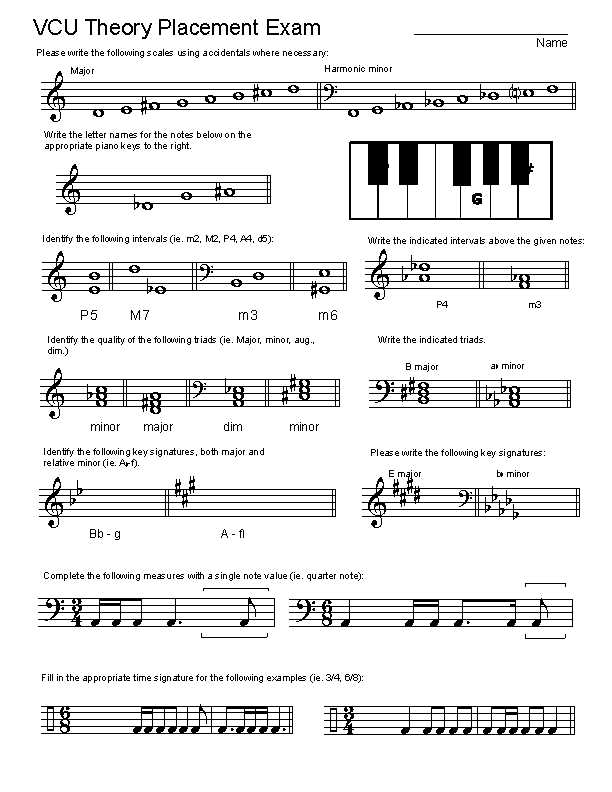 VCU Theory Placement Exam
Name
Please write the following scales using accidentals where necessary:
Major
Harmonic minor
Write the letter names for the notes below on the
appropriate piano keys to the right.
G
Identify the following intervals (ie. m2, M2, P4, A4, d5):
Write the indicated intervals above the given notes:
P5 M7 m3 m6
P4 m3
Identify the quality of the following triads (ie. Major, minor, aug.,
dim.)
Write the indicated triads.
B major a♭ minor
minor major dim minor
Identify the following key signatures, both major and
relative minor (ie. A♭-f).
Please write the following key signatures:
E major b♭ minor
Bb - g A - f♯
Complete the following measures with a single note value (ie. quarter note):
3
4
6
8
Fill in the appropriate time signature for the following examples (ie. 3/4, 6/8):
6
8
3
4